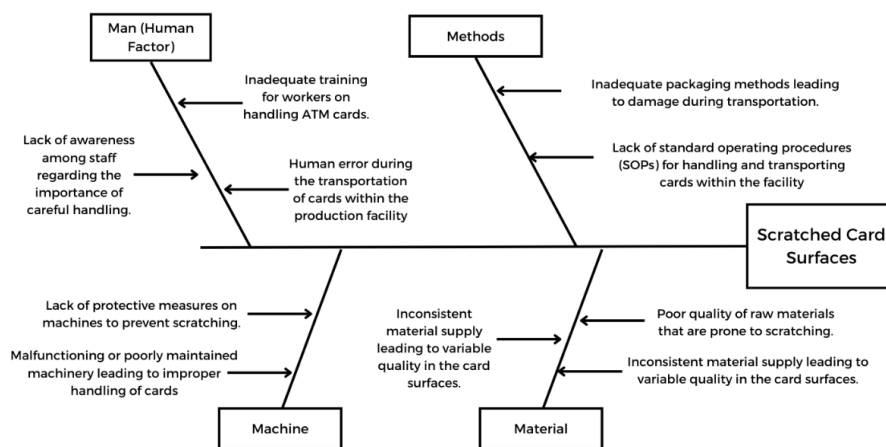 Man (Human
Factor)
Methods
Inadequate training
for workers on
handling ATM cards.
Inadequate packaging methods leading
to damage during transportation.
Lack of awareness
among staff
regarding the
importance of
careful handling.
Human error during
the transportation
of cards within the
production facility
Lack of standard operating procedures
(SOPs) for handling and transporting
cards within the facility
Scratched Card
Surfaces
Lack of protective measures on
machines to prevent scratching.
Malfunctioning or poorly maintained
machinery leading to improper
handling of cards
Inconsistent
material supply
leading to variable
quality in the card
surfaces.
Poor quality of raw materials
that are prone to scratching.
Inconsistent material supply leading to
variable quality in the card surfaces.
Machine
Material